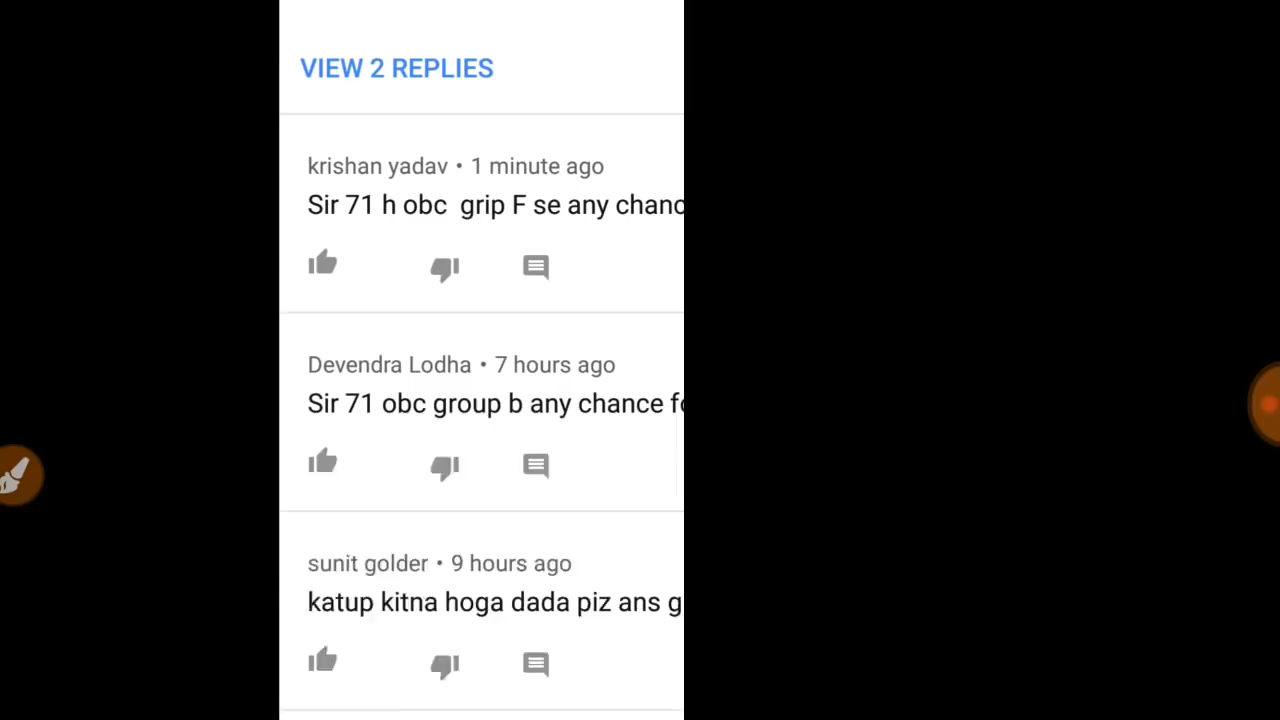 VIEW 2 REPLIES
krishan yadav • 1 minute ago
Sir 71 h obc grip F se any chanc
Devendra Lodha • 7 hours ago
Sir 71 obc group b any chance fo
sunit golder • 9 hours ago
katup kitna hoga dada piz ans g